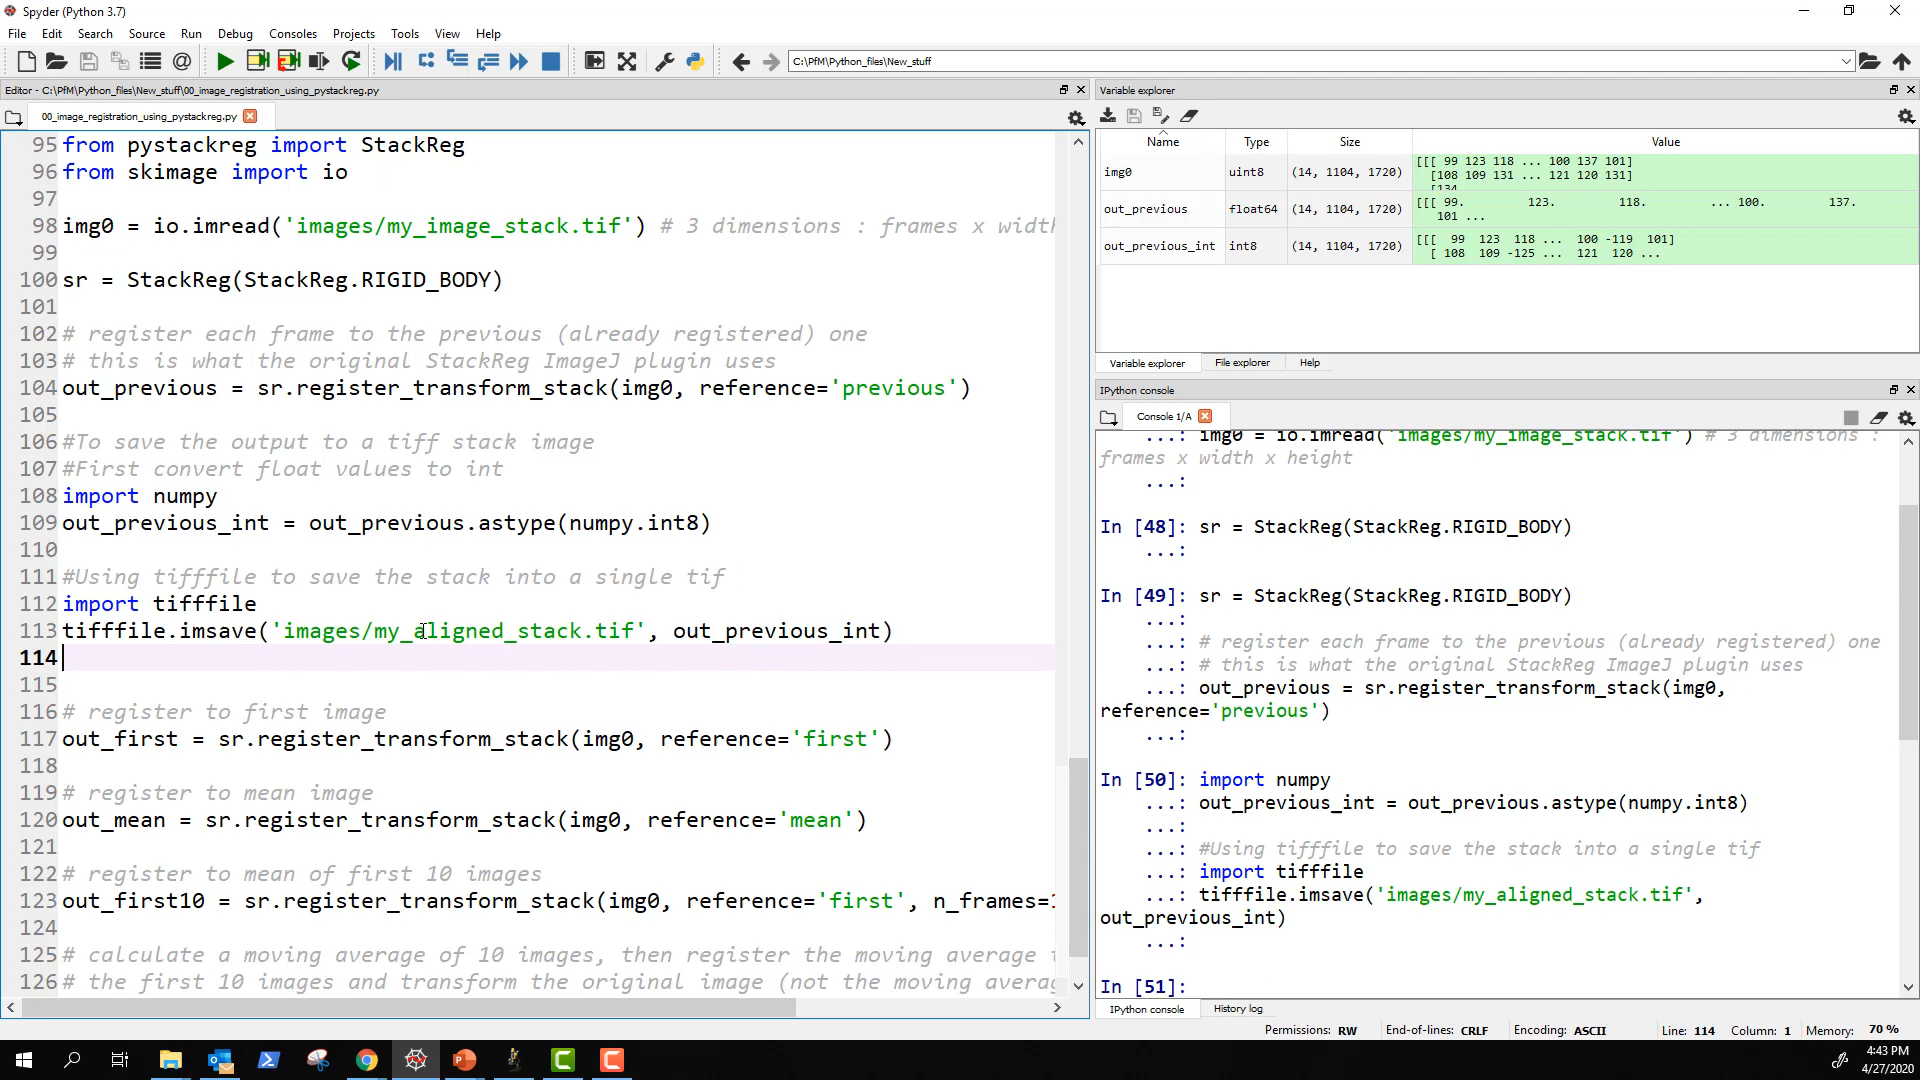 Spyder (Python 3.7)
File Edit Search Source Run Debug Consoles Projects Tools View Help
C:\PfM\Python_files\New_stuff
Editor - C:\PfM\Python_files\New_stuff\00_image_registration_using_pystackreg.py
00_image_registration_using_pystackreg.py
95 from pystackreg import StackReg
96 from skimage import io
97
98 img0 = io.imread('images/my_image_stack.tif') # 3 dimensions : frames x width
99
100 sr = StackReg(StackReg.RIGID_BODY)
101
102 # register each frame to the previous (already registered) one
103 # this is what the original StackReg ImageJ plugin uses
104 out_previous = sr.register_transform_stack(img0, reference='previous')
105
106 #To save the output to a tiff stack image
107 #First convert float values to int
108 import numpy
109 out_previous_int = out_previous.astype(numpy.int8)
110
111 #Using tifffile to save the stack into a single tif
112 import tifffile
113 tifffile.imsave('images/my_aligned_stack.tif', out_previous_int)
114
115
116 # register to first image
117 out_first = sr.register_transform_stack(img0, reference='first')
118
119 # register to mean image
120 out_mean = sr.register_transform_stack(img0, reference='mean')
121
122 # register to mean of first 10 images
123 out_first10 = sr.register_transform_stack(img0, reference='first', n_frames=1
124
125 # calculate a moving average of 10 images, then register the moving average
126 # the first 10 images and transform the original image (not the moving averag
Variable explorer
Name Type Size Value
img0 uint8 (14, 1104, 1720) [[[ 99 123 118 ... 100 137 101]
[108 109 131 ... 121 120 131]
[134
out_previous float64 (14, 1104, 1720) [[[ 99. 123. 118. ... 100. 137.
101 ...
out_previous_int int8 (14, 1104, 1720) [[[ 99 123 118 ... 100 -119 101]
[ 108 109 -125 ... 121 120 ...
Variable explorer File explorer Help
IPython console
Console 1/A
...: img0 = io.imread('images/my_image_stack.tif') # 3 dimensions :
frames x width x height
...:
In [48]: sr = StackReg(StackReg.RIGID_BODY)
...:
In [49]: sr = StackReg(StackReg.RIGID_BODY)
...:
...: # register each frame to the previous (already registered) one
...: # this is what the original StackReg ImageJ plugin uses
...: out_previous = sr.register_transform_stack(img0,
reference='previous')
...:
In [50]: import numpy
...: out_previous_int = out_previous.astype(numpy.int8)
...:
...: #Using tifffile to save the stack into a single tif
...: import tifffile
...: tifffile.imsave('images/my_aligned_stack.tif',
out_previous_int)
...:
In [51]:
IPython console History log
Permissions: RW End-of-lines: CRLF Encoding: ASCII Line: 114 Column: 1 Memory: 70 %
4:43 PM
4/27/2020